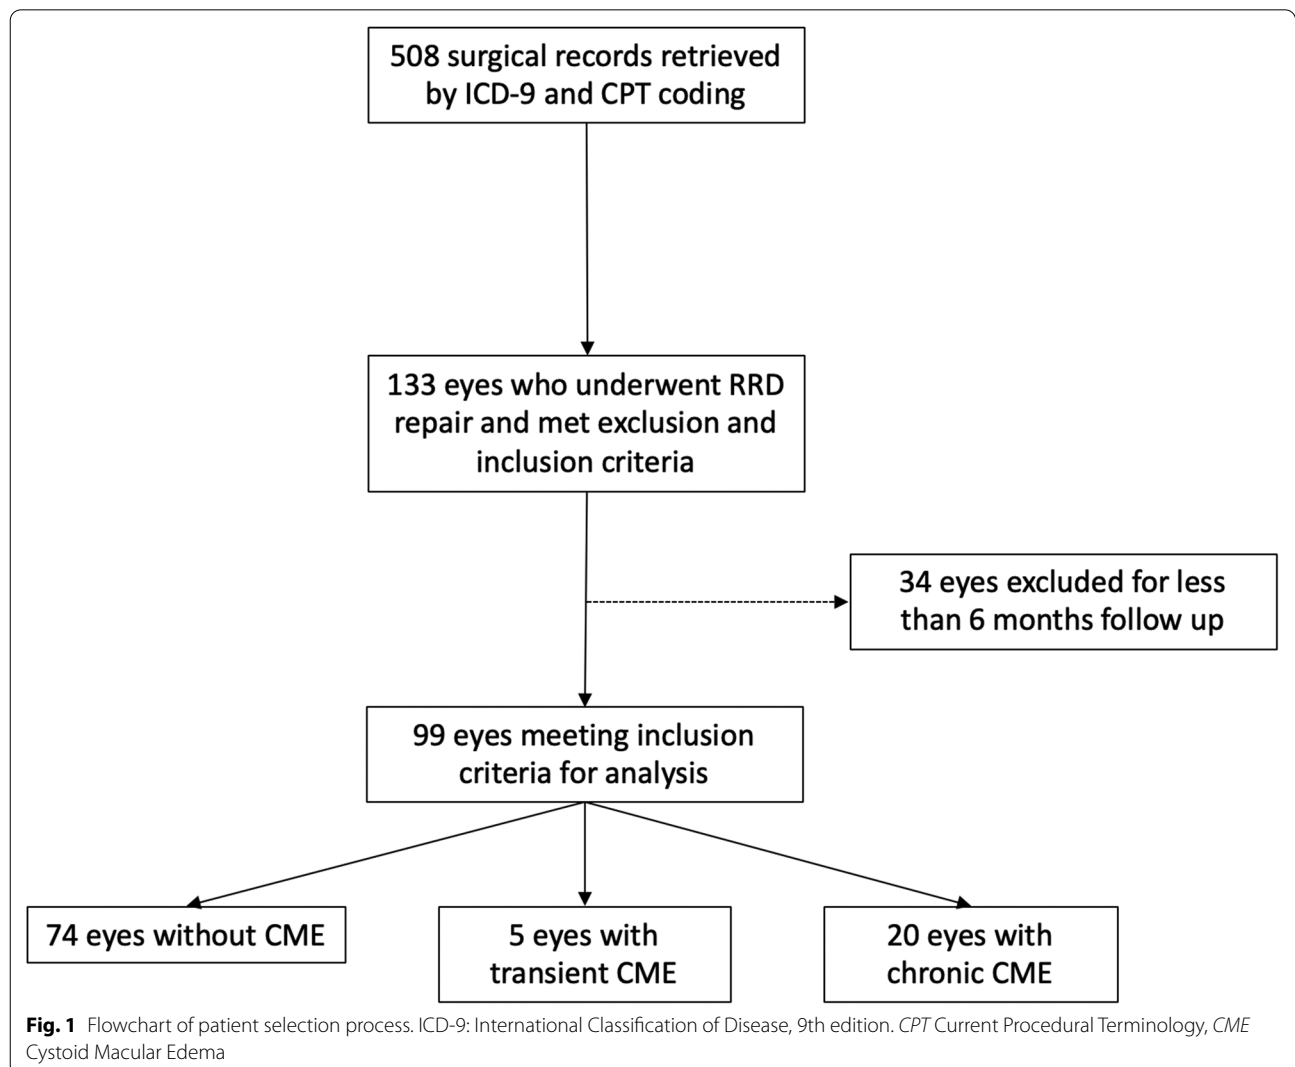 508 surgical records retrieved
by ICD-9 and CPT coding
133 eyes who underwent RRD
repair and met exclusion and
inclusion criteria
34 eyes excluded for less
than 6 months follow up
99 eyes meeting inclusion
criteria for analysis
74 eyes without CME
5 eyes with
transient CME
20 eyes with
chronic CME
Fig. 1 Flowchart of patient selection process. ICD-9: International Classification of Disease, 9th edition. CPT Current Procedural Terminology, CME
Cystoid Macular Edema